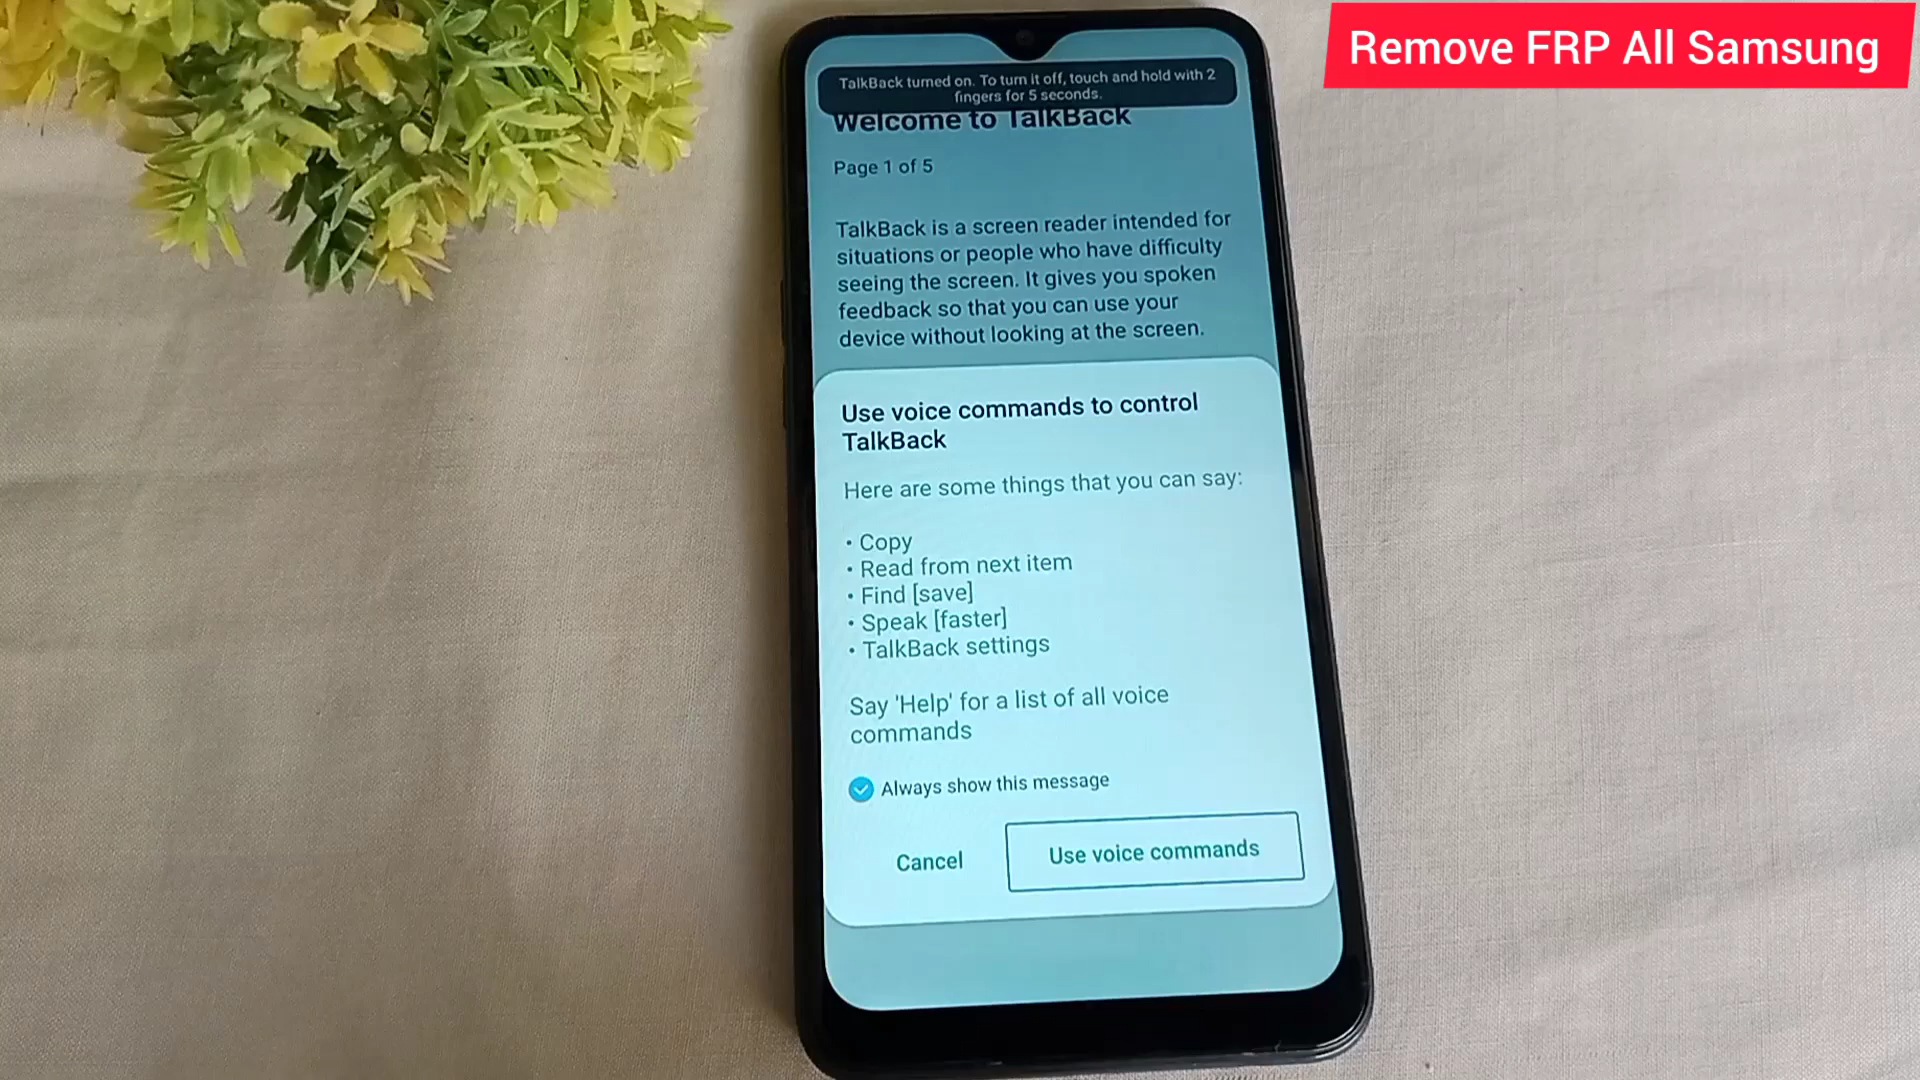 Remove FRP All Samsung
TalkBack turned on. To turn it off, touch and hold with 2
fingers for 5 seconds.
Welcome to TalkBack
Page 1 of 5
TalkBack is a screen reader intended for
situations or people who have difficulty
seeing the screen. It gives you spoken
feedback so that you can use your
device without looking at the screen.
Use voice commands to control
TalkBack
Here are some things that you can say:
• Copy
• Read from next item
• Find [save]
• Speak [faster]
• TalkBack settings
Say 'Help' for a list of all voice
commands
Always show this message
Cancel
Use voice commands